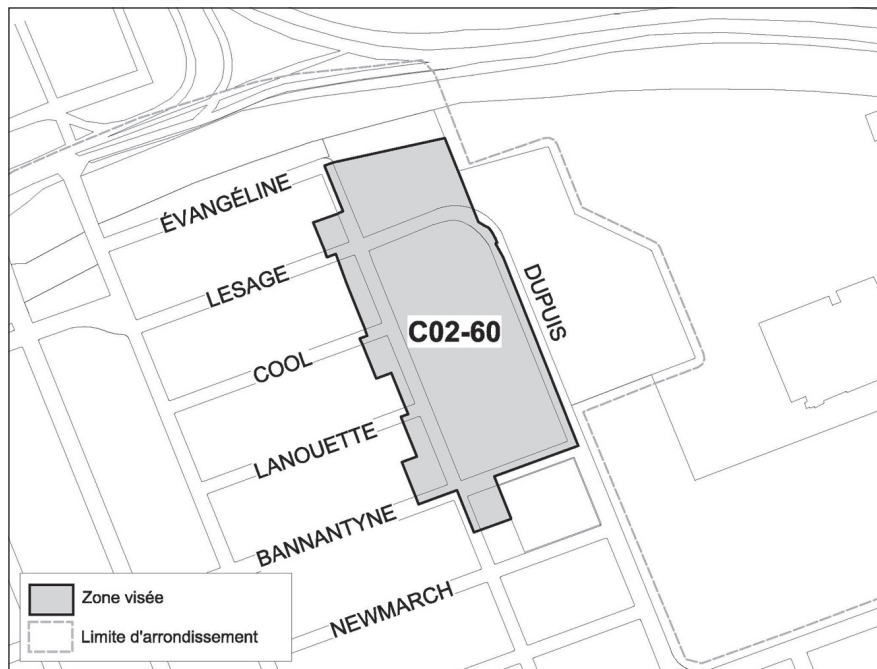 ÉVANGÉLINE
LESAGE
DUPUIS
C02-60
COOL
LANOUETTE
BANNANTYNE
NEWMARCH
Zone visée
Limite d'arrondissement